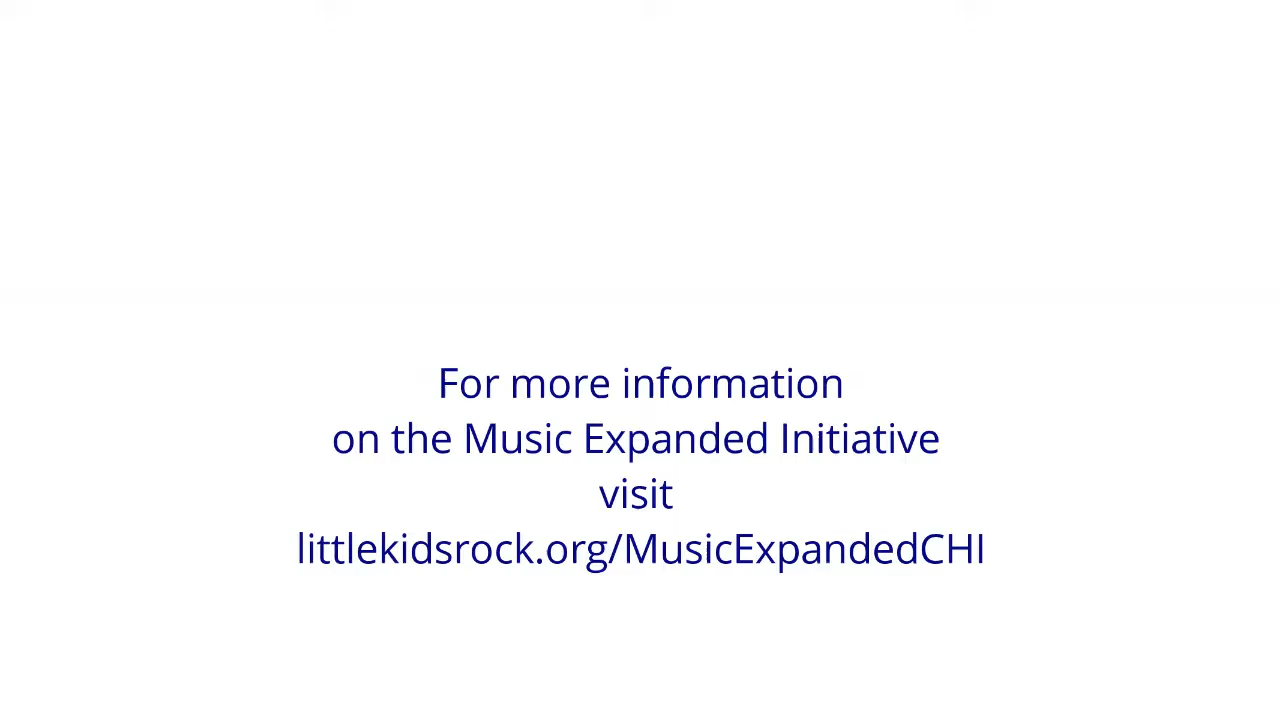 For more information
on the Music Expanded Initiative
visit
littlekidsrock.org/MusicExpandedCHI